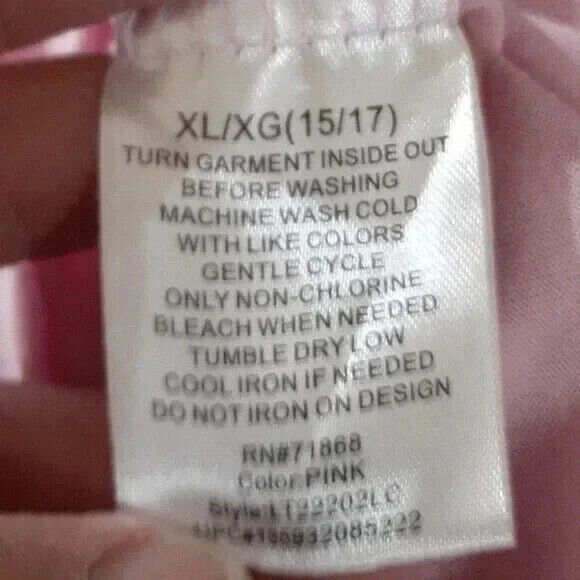 XL/XG(15/17)
TURN GARMENT INSIDE OUT
BEFORE WASHING
MACHINE WASH COLD
WITH LIKE COLORS
GENTLE CYCLE
ONLY NON-CHLORINE
BLEACH WHEN NEEDED
TUMBLE DRY LOW
COOL IRON IF NEEDED
DO NOT IRON ON DESIGN
RN#71868
Color:PINK
Style:LT22202LC